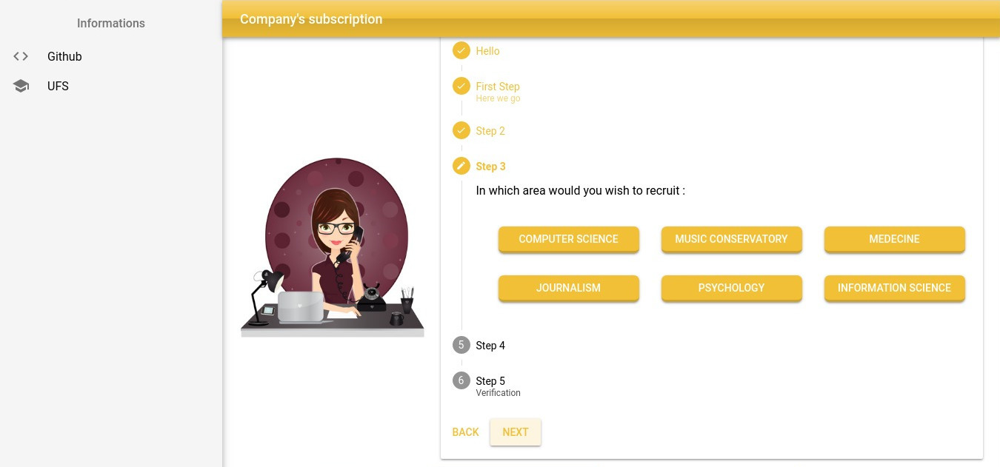 Informations
Github
UFS
Company's subscription
Hello
First Step
Here we go
Step 2
Step 3
In which area would you wish to recruit :
COMPUTER SCIENCE MUSIC CONSERVATORY MEDECINE
JOURNALISM PSYCHOLOGY INFORMATION SCIENCE
5 Step 4
6 Step 5
Verification
BACK NEXT